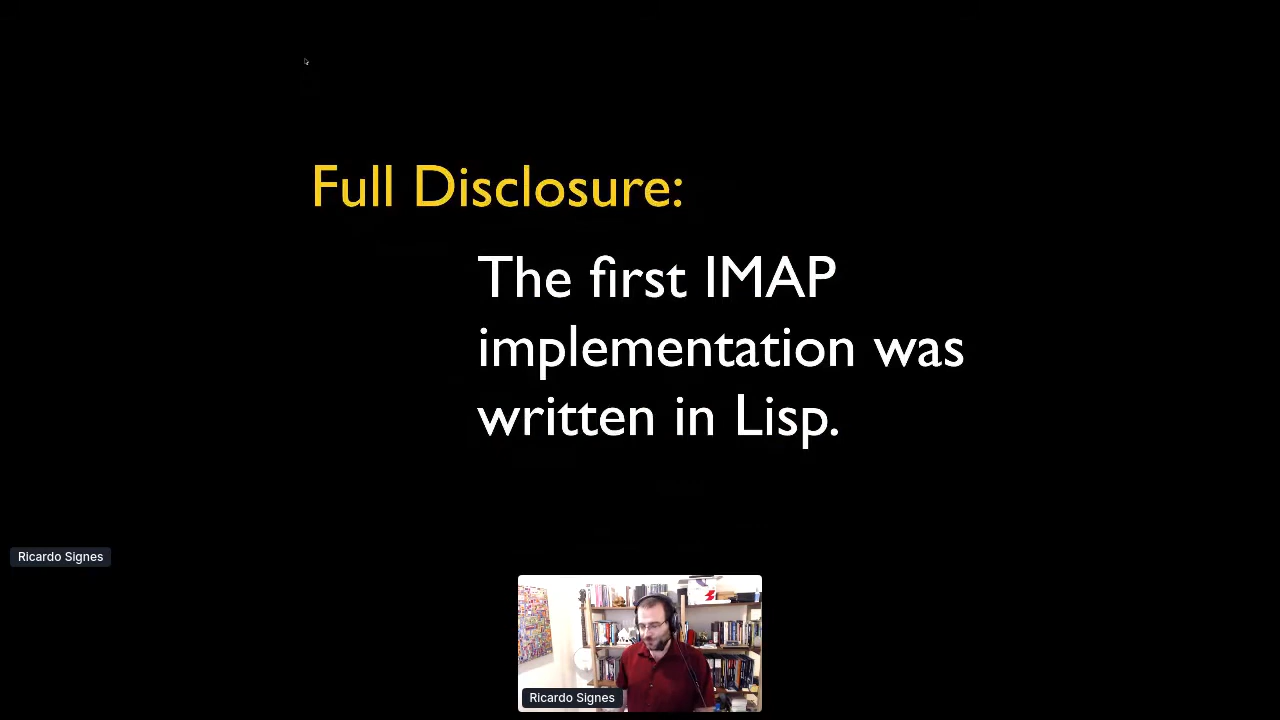 Full Disclosure:
The first IMAP
implementation was
written in Lisp.
Ricardo Signes
Ricardo Signes